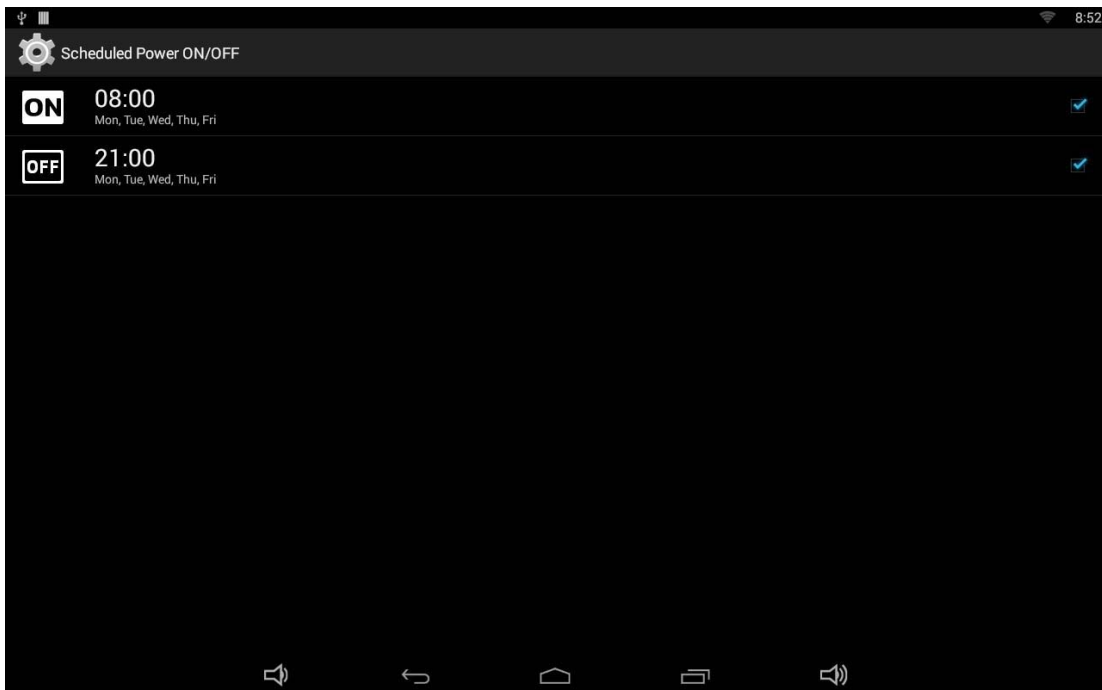 8:52
Scheduled Power ON/OFF
ON
08:00
Mon, Tue, Wed, Thu, Fri
OFF
21:00
Mon, Tue, Wed, Thu, Fri